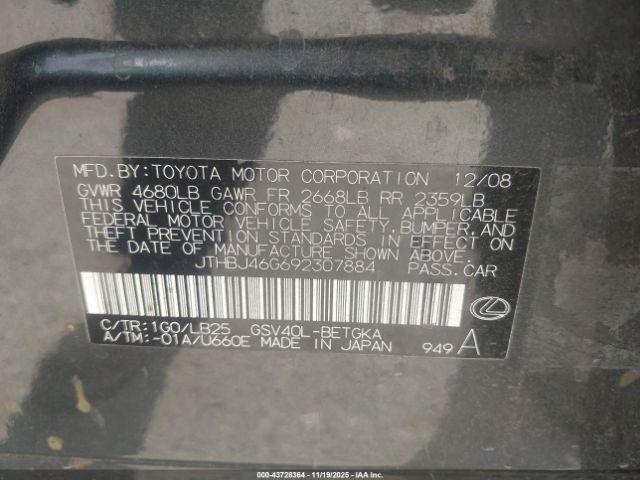 MFD.BY:TOYOTA MOTOR CORPORATION 12/08
GVWR 4680LB GAWR FR 2668LB RR 2359LB
THIS VEHICLE CONFORMS TO ALL APPLICABLE
FEDERAL MOTOR VEHICLE SAFETY, BUMPER, AND
THEFT PREVENTION STANDARDS IN EFFECT ON
THE DATE OF MANUFACTURE SHOWN ABOVE.
JTHBJ46G692307884 PASS.CAR
C/TR:1G0/LB25 GSV40L-BETGKA
A/TM:-01A/U660E MADE IN JAPAN 949 A
000-43728364 - 11/19/2025 - IAA Inc.